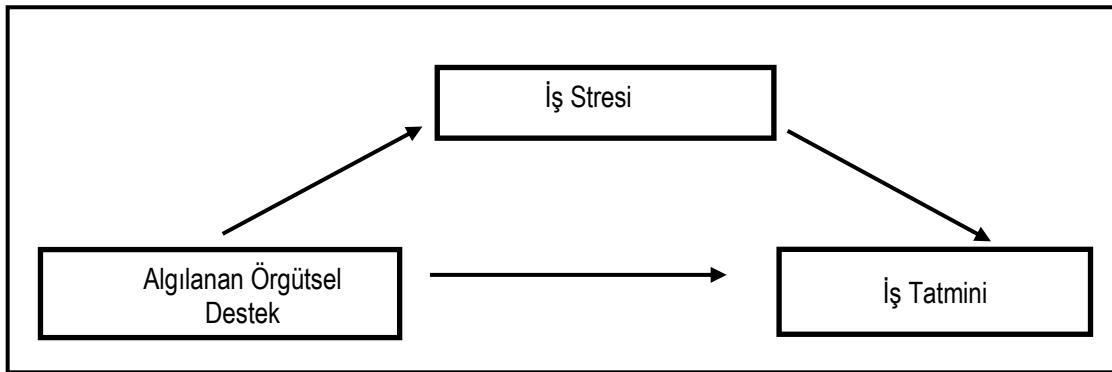 İş Stresi
Algılanan Örgütsel
Destek
İş Tatmini